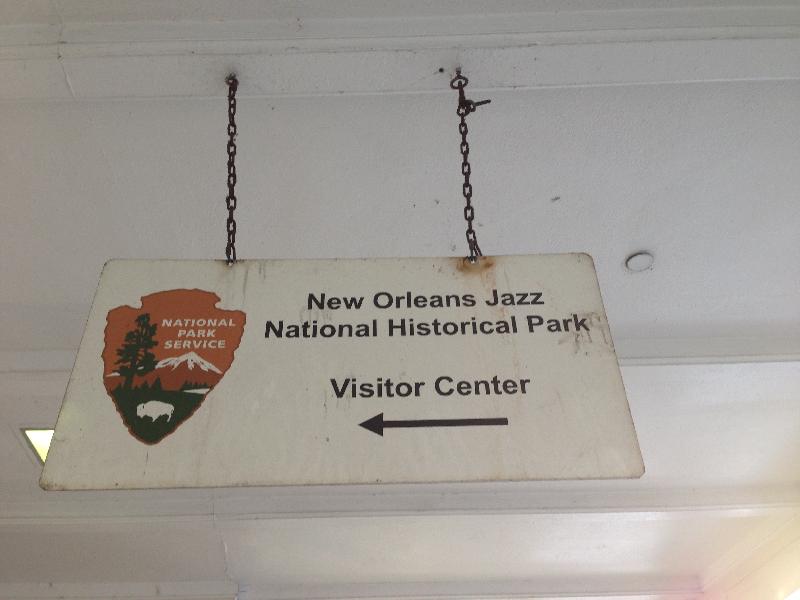 NATIONAL
PARK
SERVICE
New Orleans Jazz
National Historical Park
Visitor Center